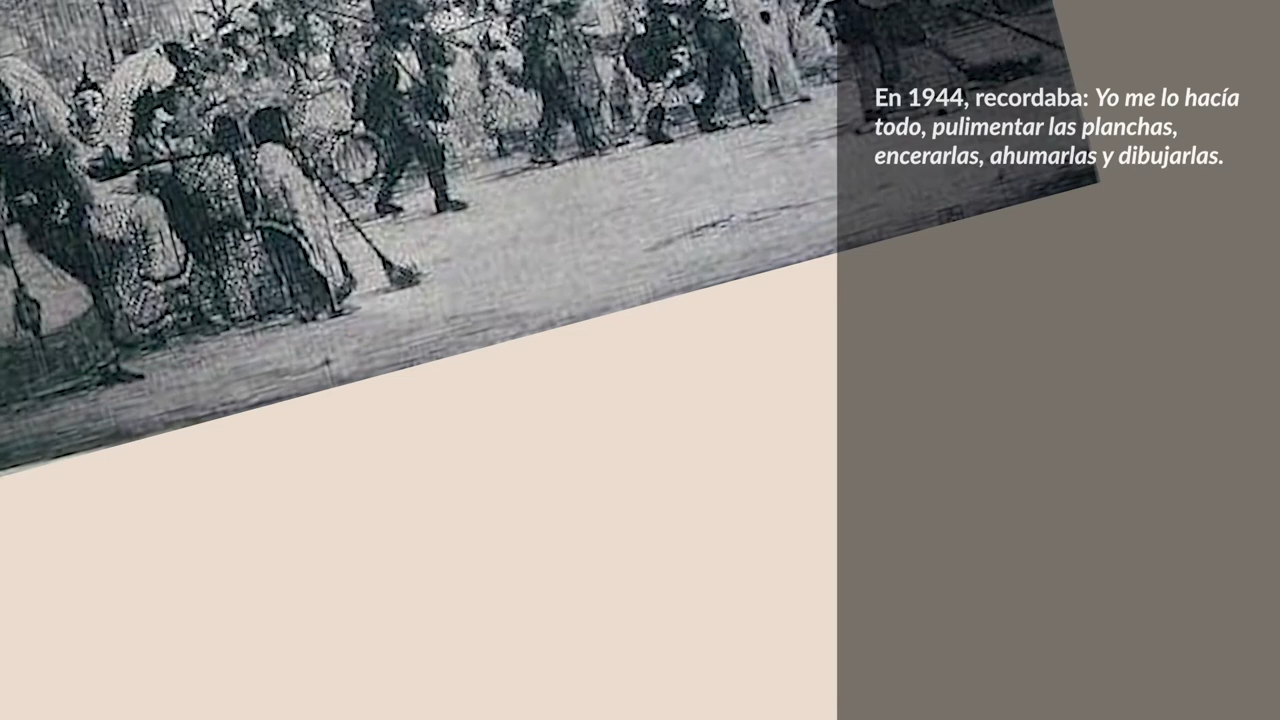 En 1944, recordaba: Yo me lo hacía
todo, pulimentar las planchas,
encerarlas, ahumarlas y dibujarlas.